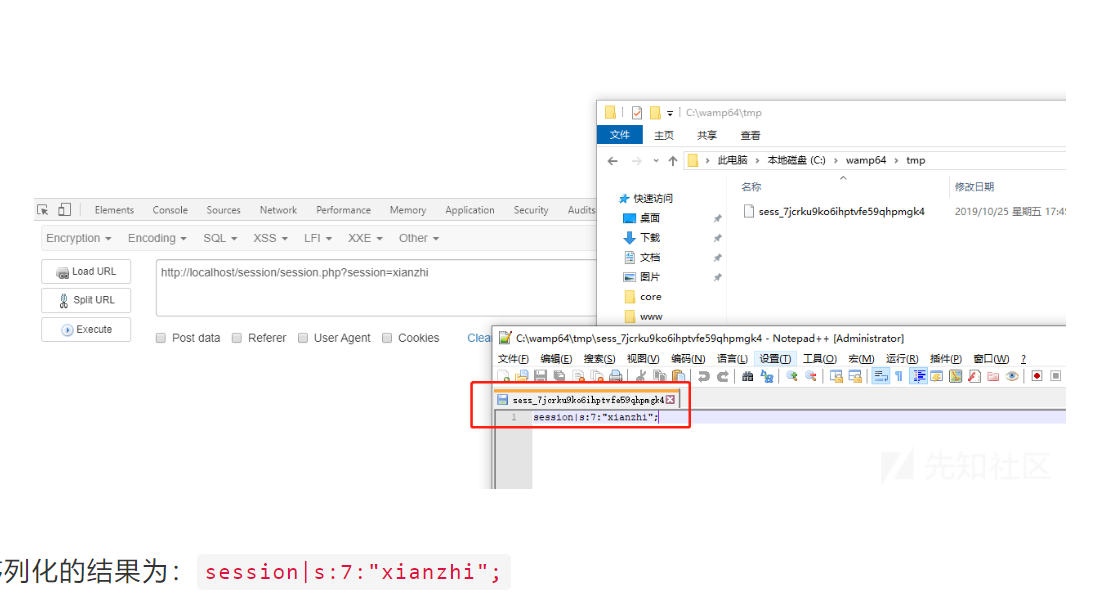 C:\wamp64\tmp
文件 主页 共享 查看
此电脑 › 本地磁盘 (C:) › wamp64 › tmp
名称 修改日期
快速访问
桌面
下载
文档
图片
core
www
sess_7jcrku9ko6ihptvfe59qhpmgk4 2019/10/25 星期五 17:45
Elements Console Sources Network Performance Memory Application Security Audits
Encryption Encoding SQL XSS LFI XXE Other
Load URL
Split URL
Execute
http://localhost/session/session.php?session=xianzhi
Post data Referer User Agent Cookies Clea
C:\wamp64\tmp\sess_7jcrku9ko6ihptvfe59qhpmgk4 - Notepad++ [Administrator]
文件(F) 编辑(E) 搜索(S) 视图(V) 编码(N) 语言(L) 设置(T) 工具(O) 宏(M) 运行(R) 插件(P) 窗口(W) ?
sess_7jcrku9ko6ihptvfe59qhpmgk4
1 session|s:7:"xianzhi";
先知社区
列化的结果为： session|s:7:"xianzhi";